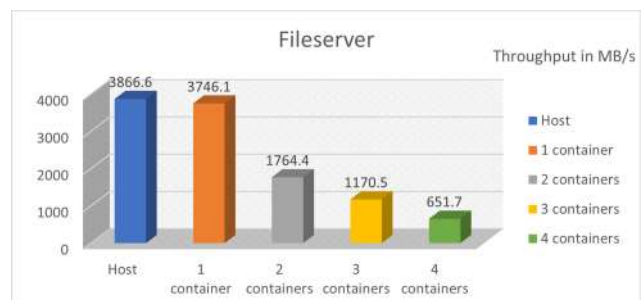 Fileserver
Throughput in MB/s
3866.6
3746.1
1764.4
1170.5
651.7
4000
3000
2000
1000
0
Host
1 container
2 containers
3 containers
4 containers
Host
1
container
2
containers
3
containers
4
containers